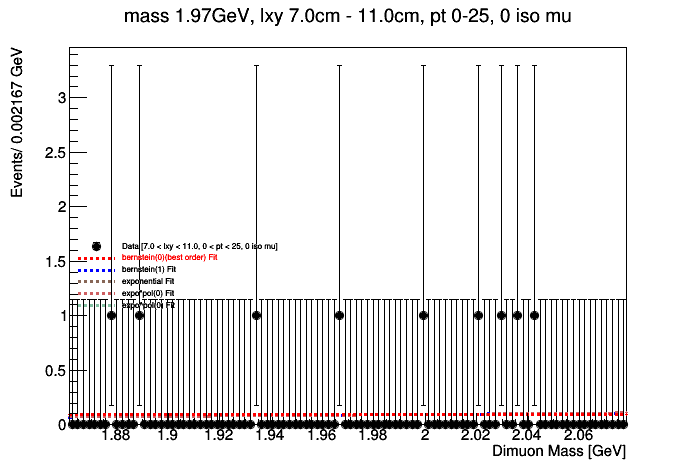 mass 1.97GeV, lxy 7.0cm - 11.0cm, pt 0-25, 0 iso mu
Events/ 0.002167 GeV
3
2.5
2
1.5
1
0.5
0
Data [7.0 < lxy < 11.0, 0 < pt < 25, 0 iso mu]
bernstein(0)(best order) Fit
bernstein(1) Fit
exponential Fit
expo*pol(0) Fit
expo*pol(0) Fit
1.88 1.9 1.92 1.94 1.96 1.98 2 2.02 2.04 2.06
Dimuon Mass [GeV]